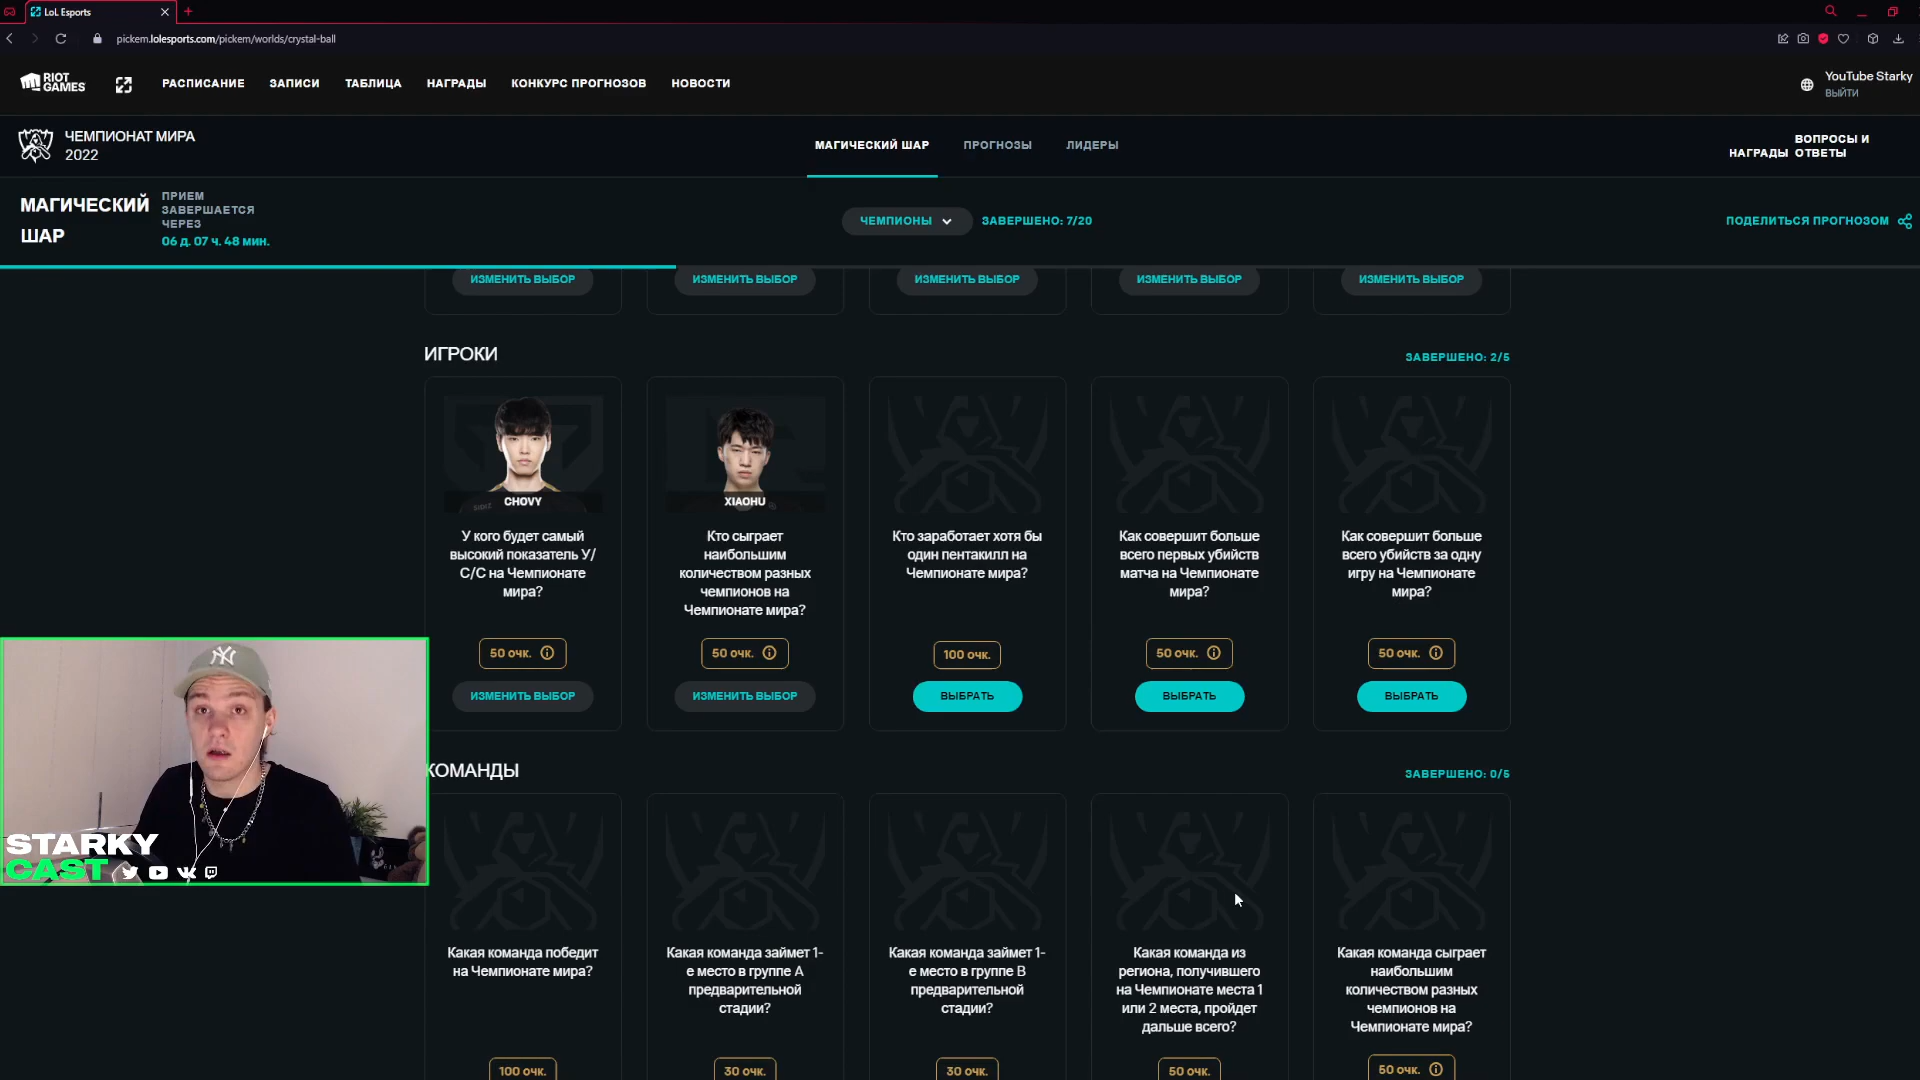 LoL Esports
pickem.lolesports.com/pickem/worlds/crystal-ball
RIOT GAMES
РАСПИСАНИЕ ЗАПИСИ ТАБЛИЦА НАГРАДЫ КОНКУРС ПРОГНОЗОВ НОВОСТИ
YouTube Starky
ВЫЙТИ
ЧЕМПИОНАТ МИРА
2022
МАГИЧЕСКИЙ ШАР ПРОГНОЗЫ ЛИДЕРЫ
НАГРАДЫ
ВОПРОСЫ И
ОТВЕТЫ
МАГИЧЕСКИЙ
ШАР
ПРИЕМ
ЗАВЕРШАЕТСЯ
ЧЕРЕЗ
06 д. 07 ч. 48 мин.
ЧЕМПИОНЫ
ЗАВЕРШЕНО: 7/20
ПОДЕЛИТЬСЯ ПРОГНОЗОМ
ИЗМЕНИТЬ ВЫБОР ИЗМЕНИТЬ ВЫБОР ИЗМЕНИТЬ ВЫБОР ИЗМЕНИТЬ ВЫБОР ИЗМЕНИТЬ ВЫБОР
ИГРОКИ
ЗАВЕРШЕНО: 2/5
CHOVY
У кого будет самый
высокий показатель У/
С/С на Чемпионате
мира?
50 очк.
ИЗМЕНИТЬ ВЫБОР
XIAOHU
Кто сыграет
наибольшим
количеством разных
чемпионов на
Чемпионате мира?
50 очк.
ИЗМЕНИТЬ ВЫБОР
Кто заработает хотя бы
один пентакилл на
Чемпионате мира?
100 очк.
ВЫБРАТЬ
Как совершит больше
всего первых убийств
матча на Чемпионате
мира?
50 очк.
ВЫБРАТЬ
Как совершит больше
всего убийств за одну
игру на Чемпионате
мира?
50 очк.
ВЫБРАТЬ
КОМАНДЫ
ЗАВЕРШЕНО: 0/5
Какая команда победит
на Чемпионате мира?
100 очк.
Какая команда займет 1-
е место в группе A
предварительной
стадии?
30 очк.
Какая команда займет 1-
е место в группе B
предварительной
стадии?
30 очк.
Какая команда из
региона, получившего
на Чемпионате места 1
или 2 места, пройдет
дальше всего?
50 очк.
Какая команда сыграет
наибольшим
количеством разных
чемпионов на
Чемпионате мира?
50 очк.
NY
STARKY
CAST